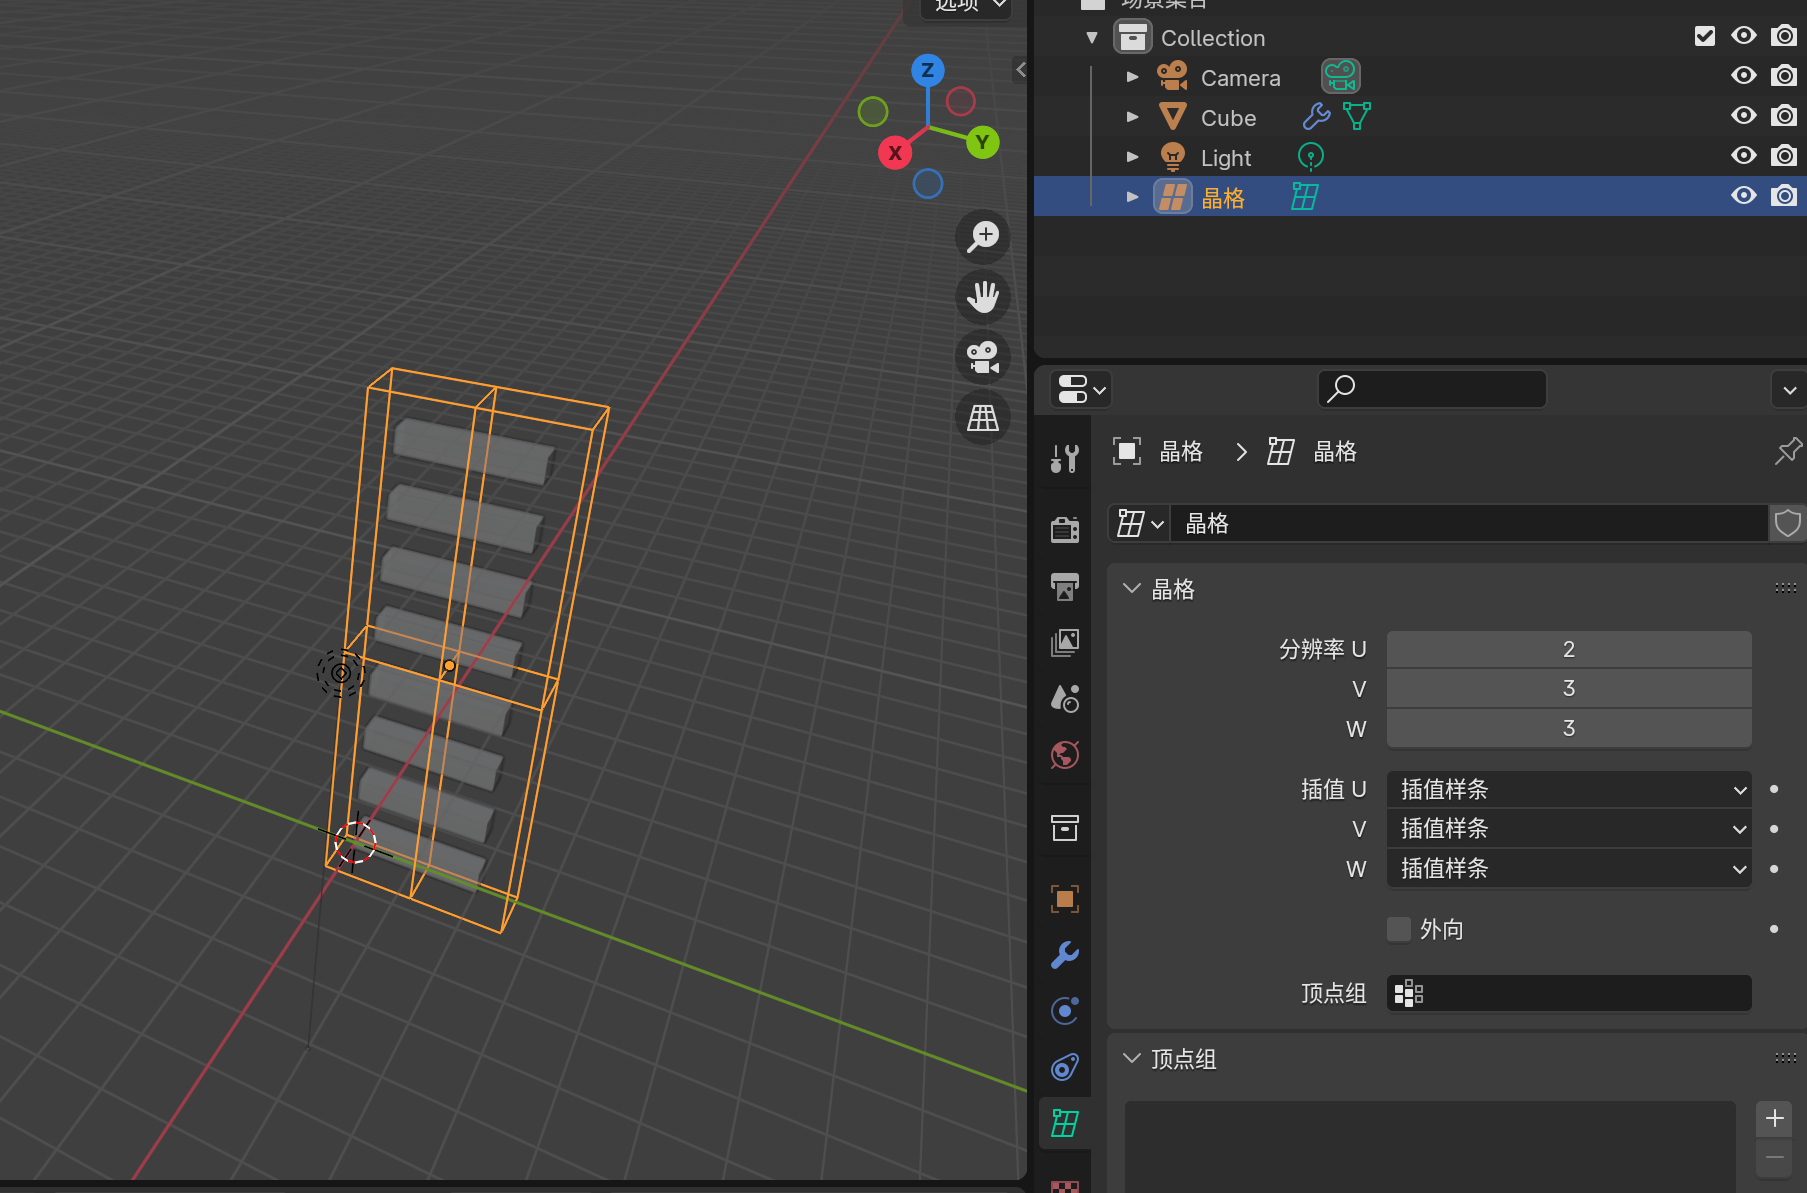 选项
场景集合
Collection
Camera
Cube
Light
晶格
Z
Y
X
晶格
晶格
晶格
晶格
分辨率 U
2
V
3
W
3
插值 U
插值样条
V
插值样条
W
插值样条
外向
顶点组
顶点组